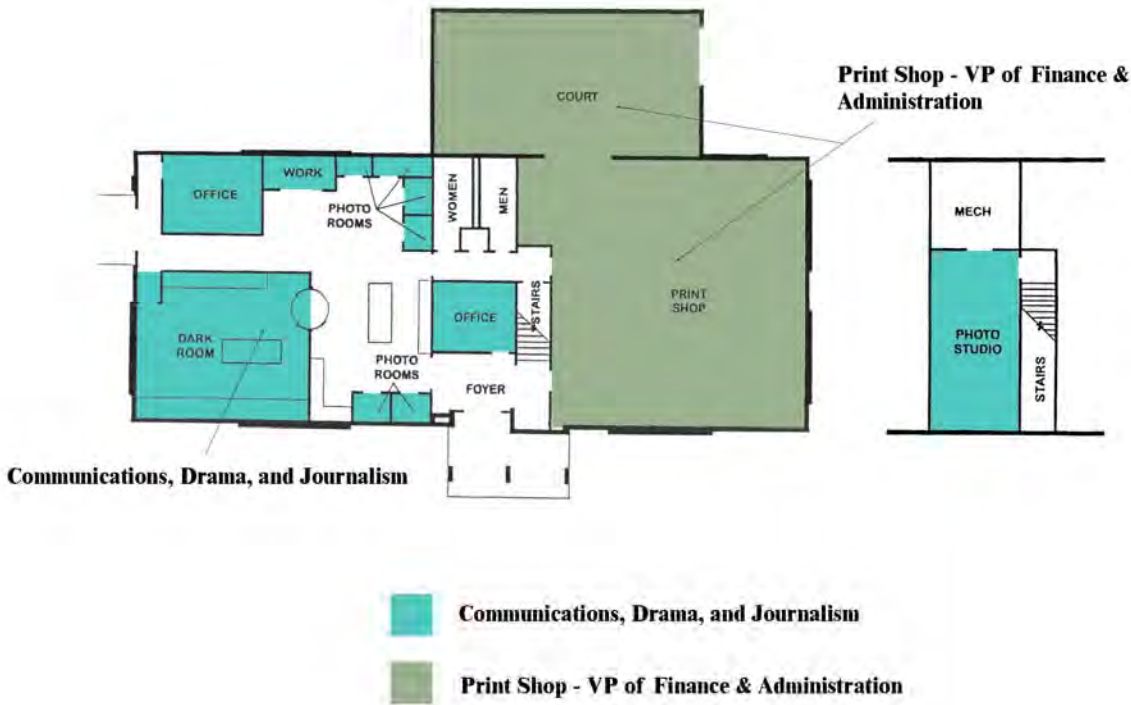 Print Shop - VP of Finance &
Administration
COURT
OFFICE
WORK
PHOTO
ROOMS
WOMEN
MEN
MECH
PRINT
SHOP
STAIRS
OFFICE
DARK
ROOM
PHOTO
ROOMS
FOYER
PHOTO
STUDIO
STAIRS
Communications, Drama, and Journalism
Communications, Drama, and Journalism
Print Shop - VP of Finance & Administration